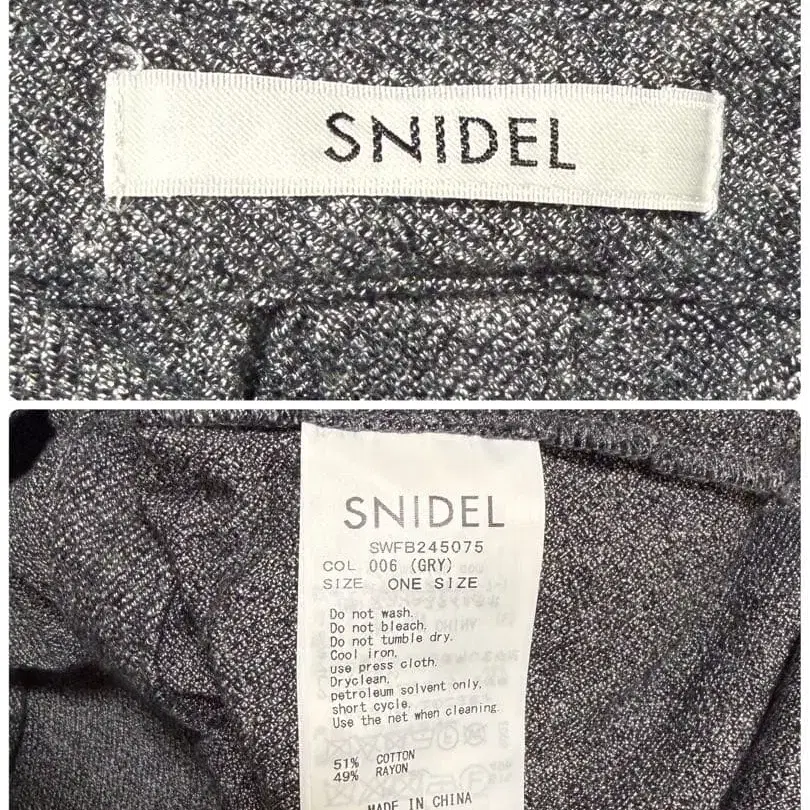 SNIDEL
SNIDEL
SWFB245075
COL 006 (GRY)
SIZE ONE SIZE
Do not wash.
Do not bleach.
Do not tumble dry.
Cool iron,
use press cloth.
Dryclean,
petroleum solvent only,
short cycle.
Use the net when cleaning.
51% COTTON
49% RAYON
MADE IN CHINA